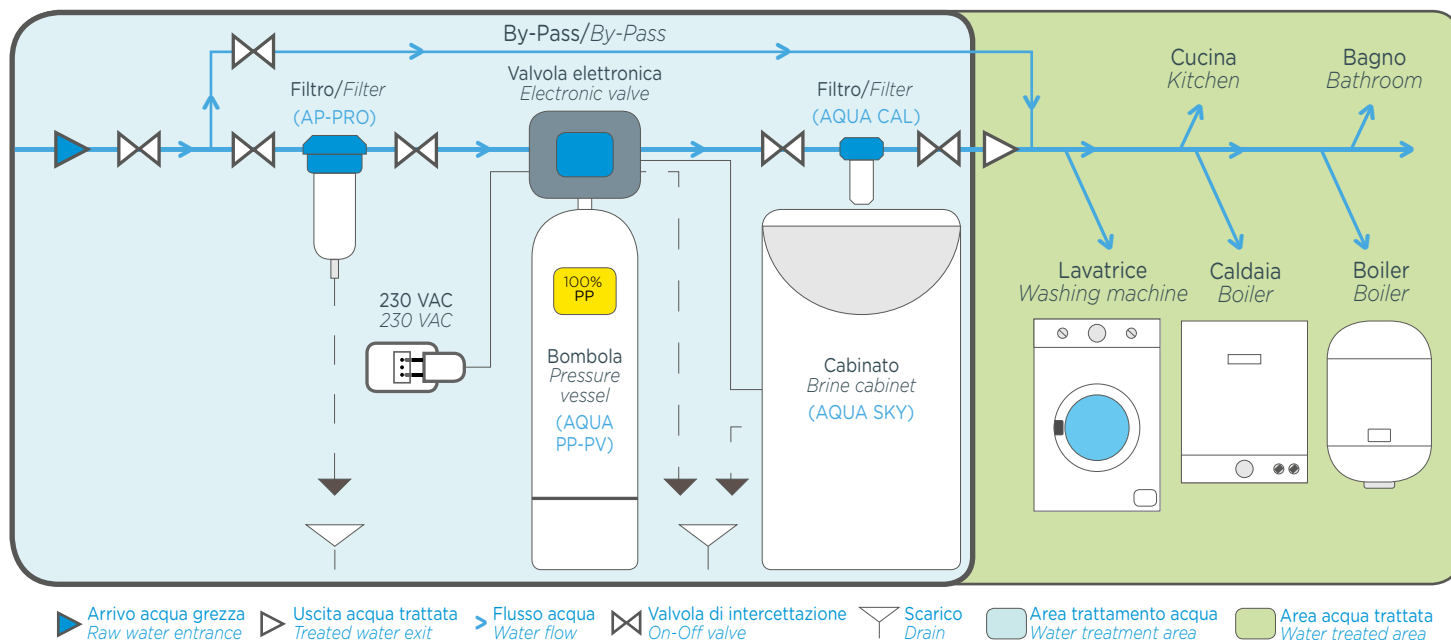 By-Pass/By-Pass
Filtro/Filter
(AP-PRO)
Valvola elettronica
Electronic valve
Filtro/Filter
(AQUA CAL)
Cucina
Kitchen
Bagno
Bathroom
230 VAC
230 VAC
100%
PP
Bombola
Pressure
vessel
(AQUA
PP-PV)
Cabinato
Brine cabinet
(AQUA SKY)
Lavatrice
Washing machine
Caldaia
Boiler
Boiler
Boiler
Arrivo acqua grezza
Raw water entrance
Uscita acqua trattata
Treated water exit
Flusso acqua
Water flow
Valvola di intercettazione
On-Off valve
Scarico
Drain
Area trattamento acqua
Water treatment area
Area acqua trattata
Water treated area